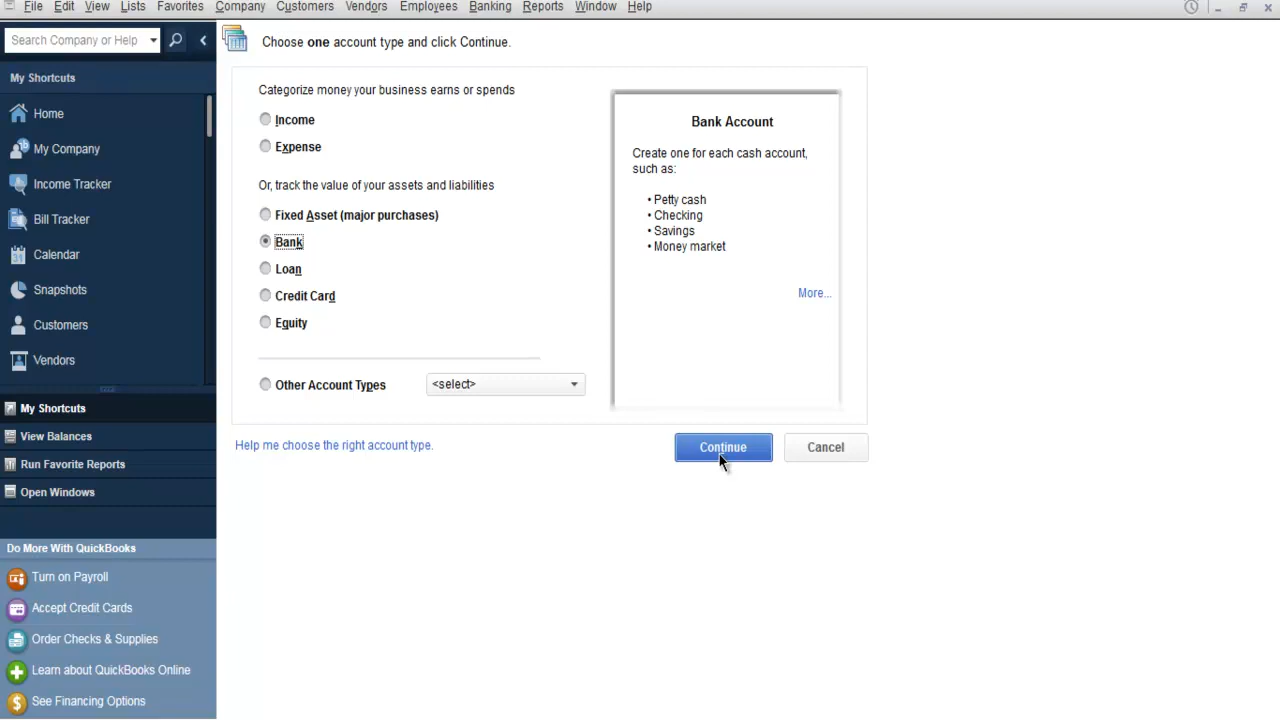 File Edit View Lists Favorites Company Customers Vendors Employees Banking Reports Window Help
Search Company or Help
My Shortcuts
Home
My Company
Income Tracker
Bill Tracker
Calendar
Snapshots
Customers
Vendors
My Shortcuts
View Balances
Run Favorite Reports
Open Windows
Do More With QuickBooks
Turn on Payroll
Accept Credit Cards
Order Checks & Supplies
Learn about QuickBooks Online
See Financing Options
Choose one account type and click Continue.
Categorize money your business earns or spends
Income
Expense
Or, track the value of your assets and liabilities
Fixed Asset (major purchases)
Bank
Loan
Credit Card
Equity
Other Account Types <select>
Bank Account
Create one for each cash account,
such as:
• Petty cash
• Checking
• Savings
• Money market
More...
Help me choose the right account type.
Continue Cancel